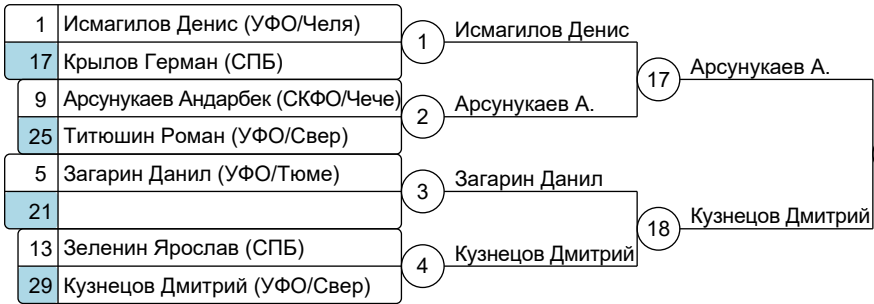 1 Исмагилов Денис (УФО/Челя)
17 Крылов Герман (СПБ)
9 Арсунукаев Андарбек (СКФО/Чече)
25 Титюшин Роман (УФО/Свер)
5 Загарин Данил (УФО/Тюме)
21
13 Зеленин Ярослав (СПБ)
29 Кузнецов Дмитрий (УФО/Свер)
1 Исмагилов Денис
2 Арсунукаев А.
3 Загарин Данил
4 Кузнецов Дмитрий
17 Арсунукаев А.
18 Кузнецов Дмитрий